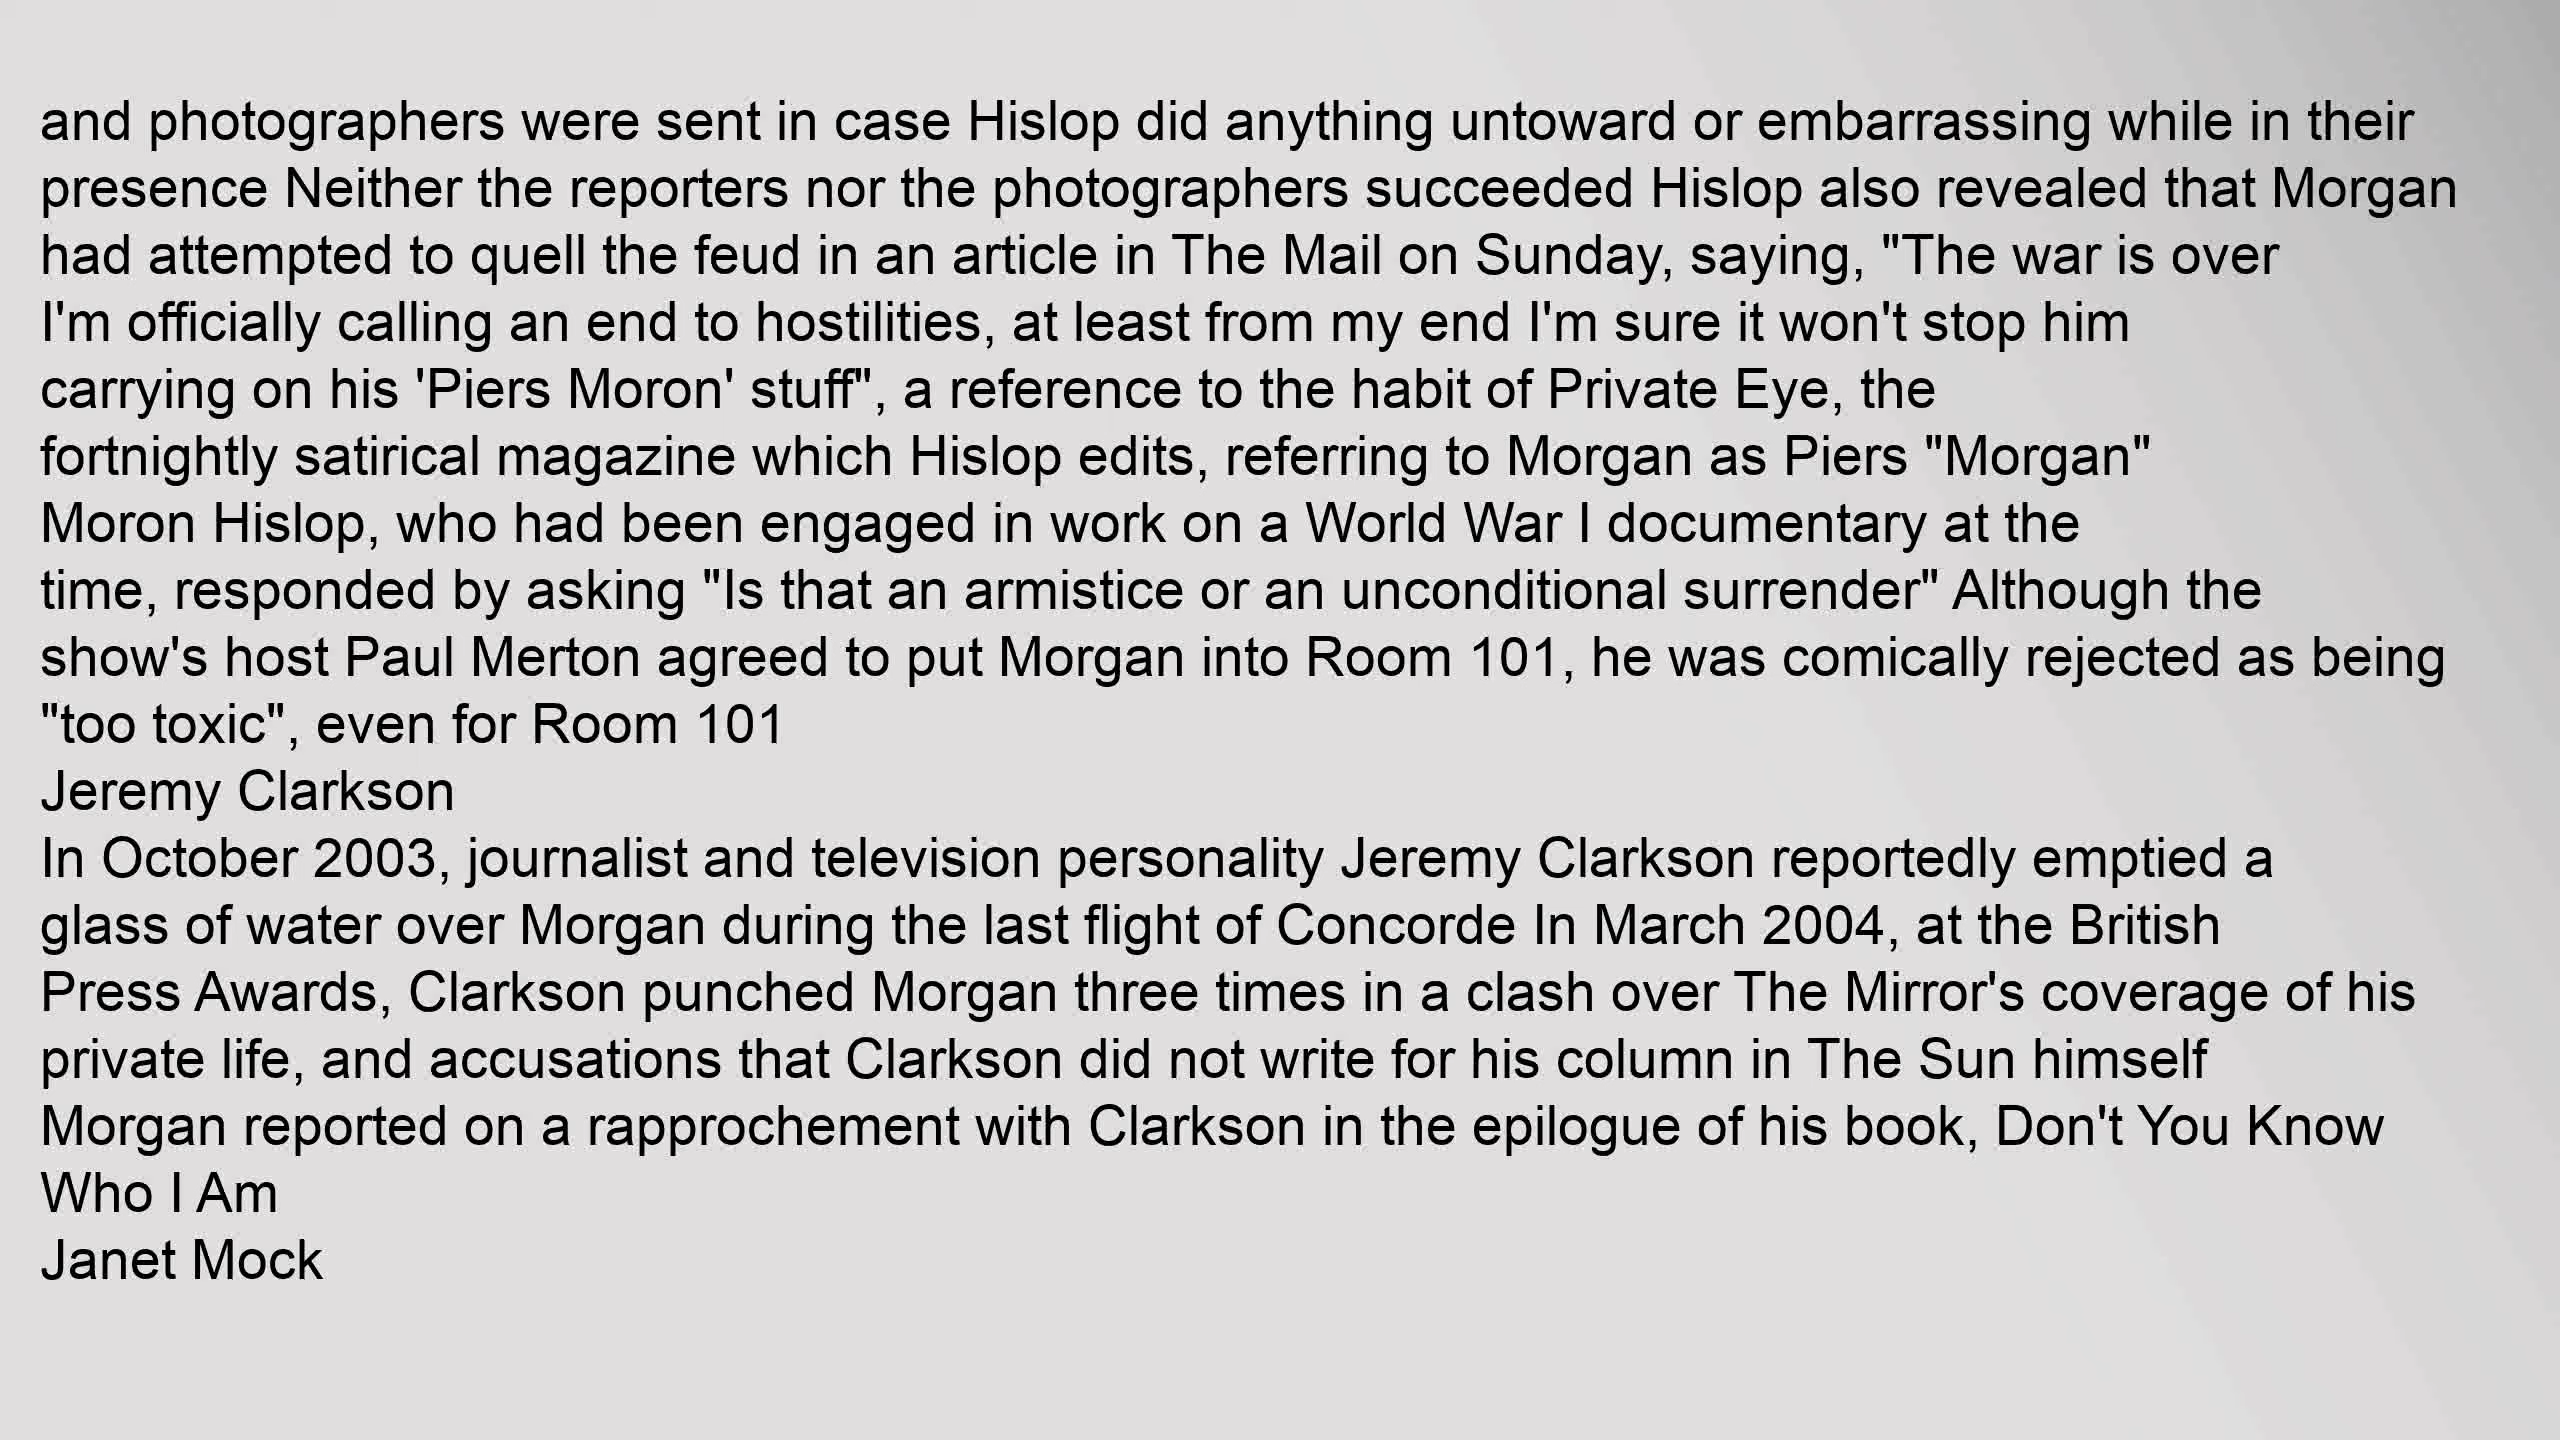 and photographers were sent in case Hislop did anything untoward or embarrassing while in their
presence Neither the reporters nor the photographers succeeded Hislop also revealed that Morgan
had attempted to quell the feud in an article in The Mail on Sunday, saying, "The war is over
I'm officially calling an end to hostilities, at least from my end I'm sure it won't stop him
carrying on his 'Piers Moron' stuff", a reference to the habit of Private Eye, the
fortnightly satirical magazine which Hislop edits, referring to Morgan as Piers "Morgan"
Moron Hislop, who had been engaged in work on a World War I documentary at the
time, responded by asking "Is that an armistice or an unconditional surrender" Although the
show's host Paul Merton agreed to put Morgan into Room 101, he was comically rejected as being
"too toxic", even for Room 101
Jeremy Clarkson
In October 2003, journalist and television personality Jeremy Clarkson reportedly emptied a
glass of water over Morgan during the last flight of Concorde In March 2004, at the British
Press Awards, Clarkson punched Morgan three times in a clash over The Mirror's coverage of his
private life, and accusations that Clarkson did not write for his column in The Sun himself
Morgan reported on a rapprochement with Clarkson in the epilogue of his book, Don't You Know
Who I Am
Janet Mock